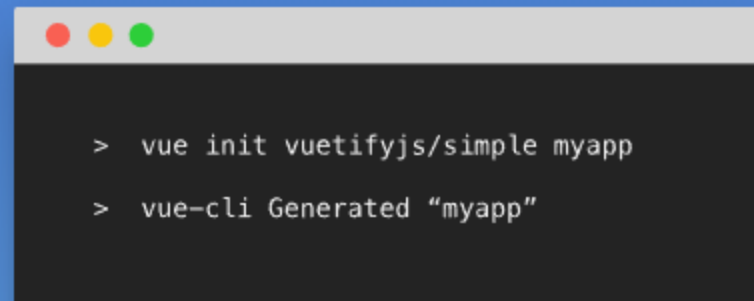 > vue init vuetifyjs/simple myapp
> vue-cli Generated “myapp”